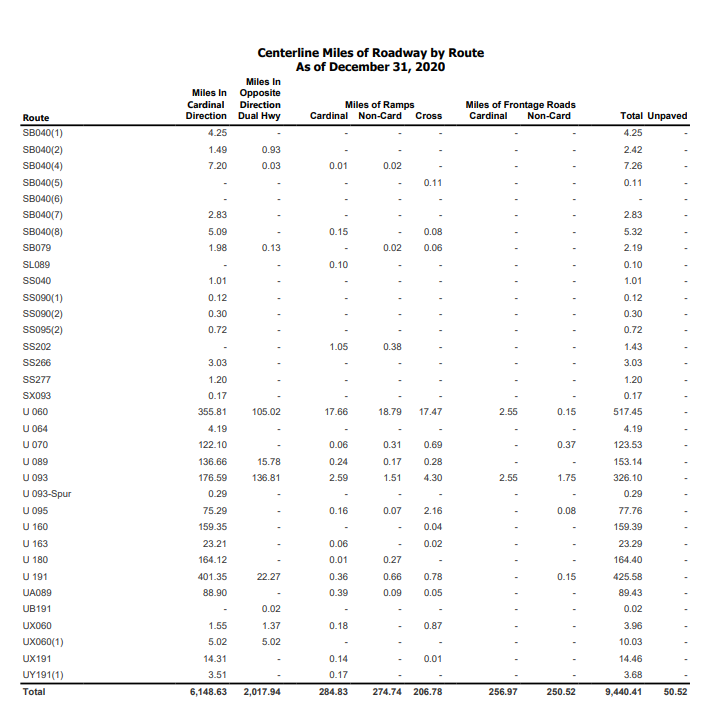 Centerline Miles of Roadway by Route
As of December 31, 2020
Miles In Miles In
Cardinal Opposite
Direction Direction Miles of Ramps Miles of Frontage Roads
Route Dual Hwy Cardinal Non-Card Cross Cardinal Non-Card Total Unpaved
SB040(1) 4.25 - - - - - - 4.25 -
SB040(2) 1.49 0.93 - - - - - 2.42 -
SB040(4) 7.20 0.03 0.01 0.02 - - - 7.26 -
SB040(5) - - - - 0.11 - - 0.11 -
SB040(6) - - - - - - - - -
SB040(7) 2.83 - - - - - - 2.83 -
SB040(8) 5.09 - 0.15 - 0.08 - - 5.32 -
SB079 1.98 0.13 - 0.02 0.06 - - 2.19 -
SL089 - - 0.10 - - - - 0.10 -
SS040 1.01 - - - - - - 1.01 -
SS090(1) 0.12 - - - - - - 0.12 -
SS090(2) 0.30 - - - - - - 0.30 -
SS095(2) 0.72 - - - - - - 0.72 -
SS202 - - 1.05 0.38 - - - 1.43 -
SS266 3.03 - - - - - - 3.03 -
SS277 1.20 - - - - - - 1.20 -
SX093 0.17 - - - - - - 0.17 -
U 060 355.81 105.02 17.66 18.79 17.47 2.55 0.15 517.45 -
U 064 4.19 - - - - - - 4.19 -
U 070 122.10 - 0.06 0.31 0.69 - 0.37 123.53 -
U 089 136.66 15.78 0.24 0.17 0.28 - - 153.14 -
U 093 176.59 136.81 2.59 1.51 4.30 2.55 1.75 326.10 -
U 093-Spur 0.29 - - - - - - 0.29 -
U 095 75.29 - 0.16 0.07 2.16 - 0.08 77.76 -
U 160 159.35 - - - 0.04 - - 159.39 -
U 163 23.21 - 0.06 - 0.02 - - 23.29 -
U 180 164.12 - 0.01 0.27 - - - 164.40 -
U 191 401.35 22.27 0.36 0.66 0.78 - 0.15 425.58 -
UA089 88.90 - 0.39 0.09 0.05 - - 89.43 -
UB191 - 0.02 - - - - - 0.02 -
UX060 1.55 1.37 0.18 - 0.87 - - 3.96 -
UX060(1) 5.02 5.02 - - - - - 10.03 -
UX191 14.31 - 0.14 - 0.01 - - 14.46 -
UY191(1) 3.51 - 0.17 - - - - 3.68 -
Total 6,148.63 2,017.94 284.83 274.74 206.78 256.97 250.52 9,440.41 50.52